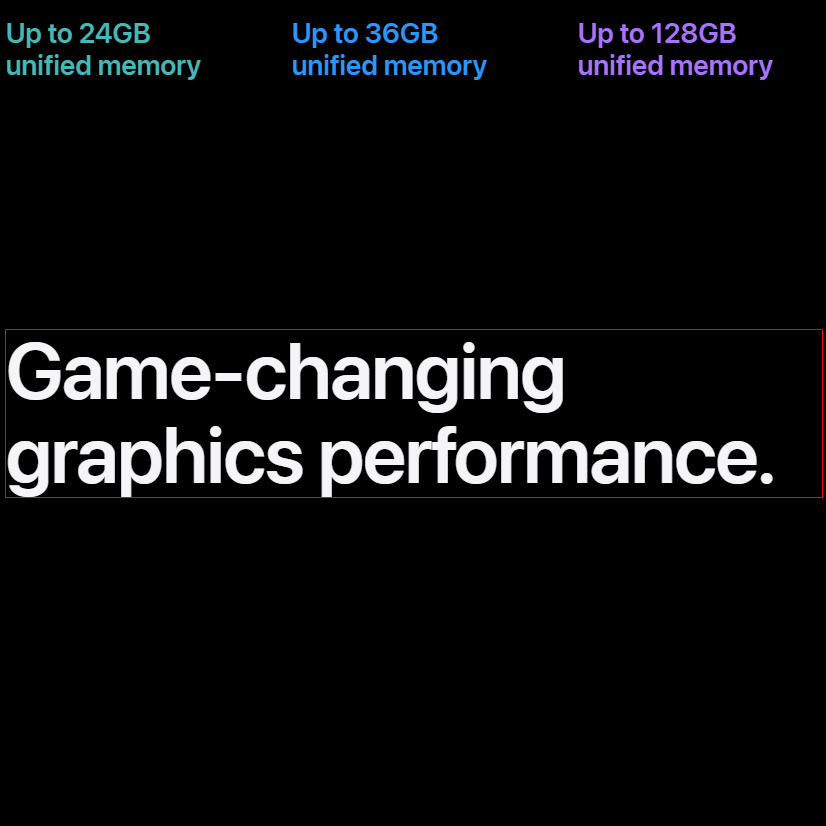 Up to 24GB
unified memory
Up to 36GB
unified memory
Up to 128GB
unified memory
Game-changing
graphics performance.